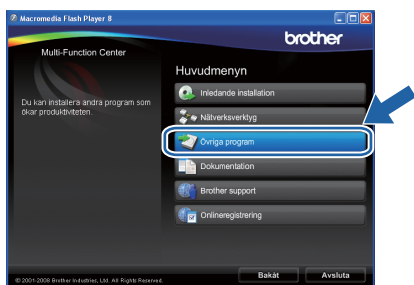 Macromedia Flash Player 8
brother
Multi-Function Center
Huvudmenyn
Du kan installera andra program som
ökar produktiviteten.
Inledande installation
Nätverksverktyg
Övriga program
Dokumentation
Brother support
Onlineregistrering
© 2001-2008 Brother Industries, Ltd. All Rights Reserved.
Bakåt
Avsluta